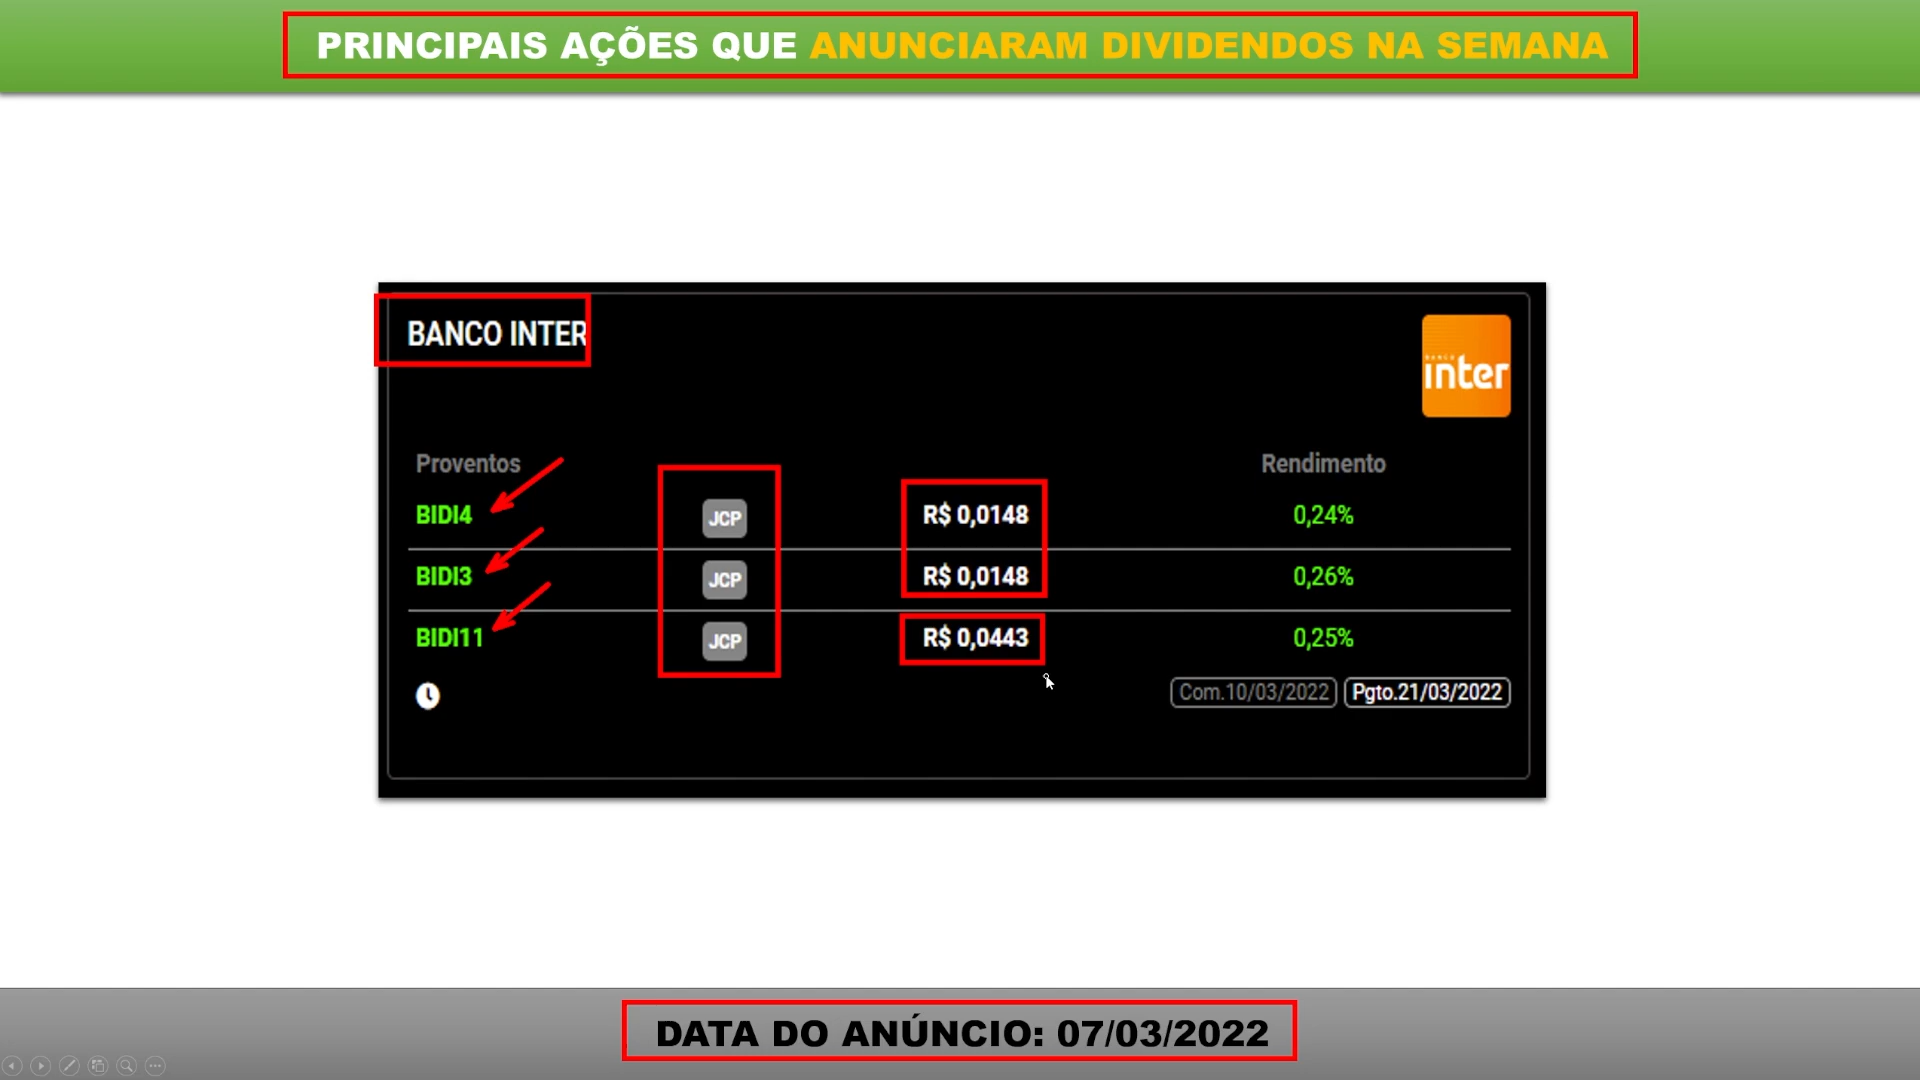 PRINCIPAIS AÇÕES QUE ANUNCIARAM DIVIDENDOS NA SEMANA
BANCO INTER
BANCO
inter
Proventos Rendimento
BIDI4 JCP R$ 0,0148 0,24%
BIDI3 JCP R$ 0,0148 0,26%
BIDI11 JCP R$ 0,0443 0,25%
Com.10/03/2022 Pgto.21/03/2022
DATA DO ANÚNCIO: 07/03/2022